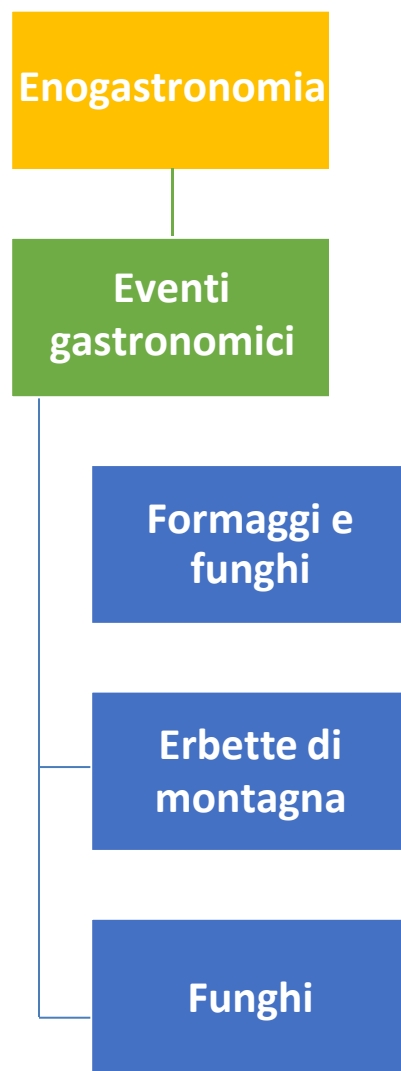 Enogastronomia
Eventi
gastronomici
Formaggi e
funghi
Erbette di
montagna
Funghi